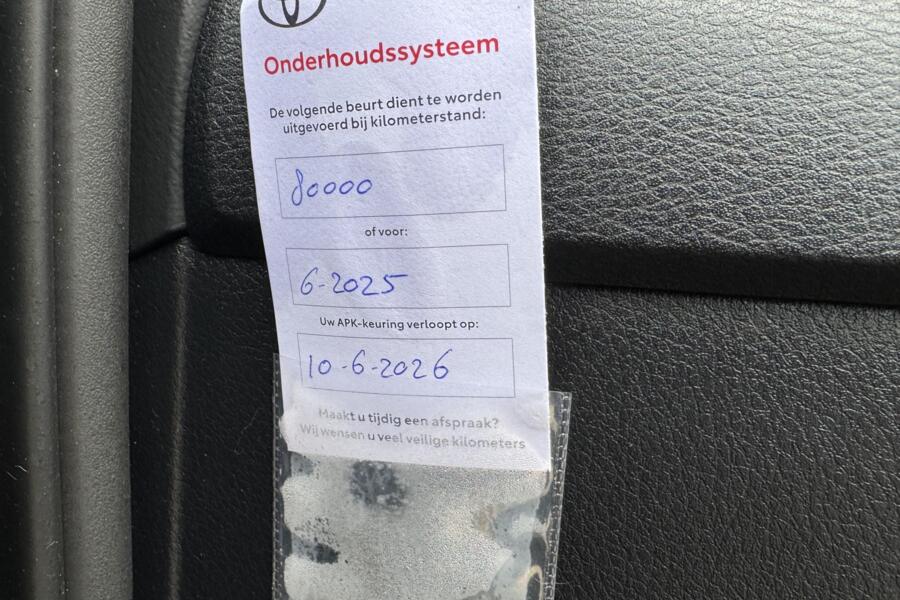 Onderhoudssysteem
De volgende beurt dient te worden
uitgevoerd bij kilometerstand:
80000
of voor:
6-2025
Uw APK-keuring verloopt op:
10-6-2026
Maakt u tijdig een afspraak?
Wij wensen u veel veilige kilometers